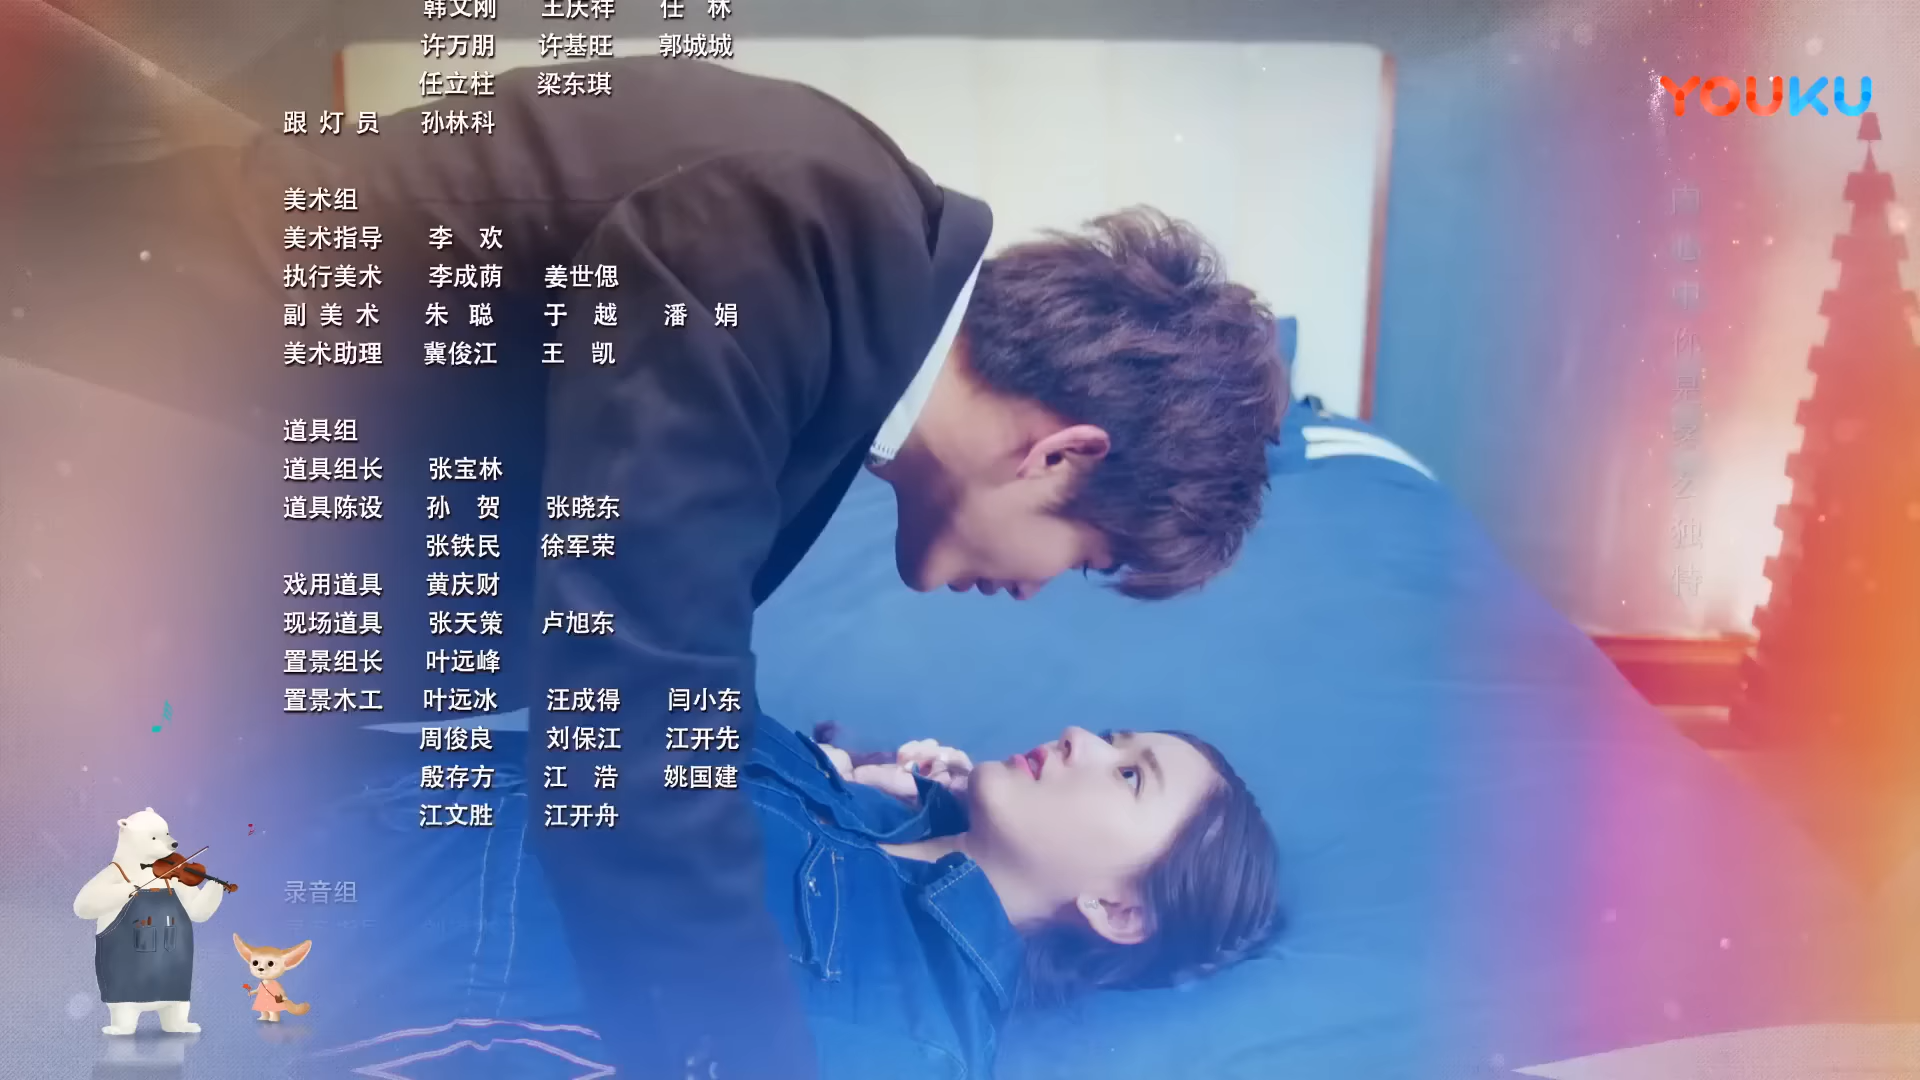 韩文刚 王庆祥 任 林
许万朋 许基旺 郭城城
任立柱 梁东琪
跟 灯 员 孙林科
YOUKU
美术组
美术指导 李 欢
执行美术 李成荫 姜世偲
副 美 术 朱 聪 于 越 潘 娟
美术助理 冀俊江 王 凯
道具组
道具组长 张宝林
道具陈设 孙 贺 张晓东
张铁民 徐军荣
戏用道具 黄庆财
现场道具 张天策 卢旭东
置景组长 叶远峰
置景木工 叶远冰 汪成得 闫小东
周俊良 刘保江 江开先
殷存方 江 浩 姚国建
江文胜 江开舟
录音组
你是多么独特